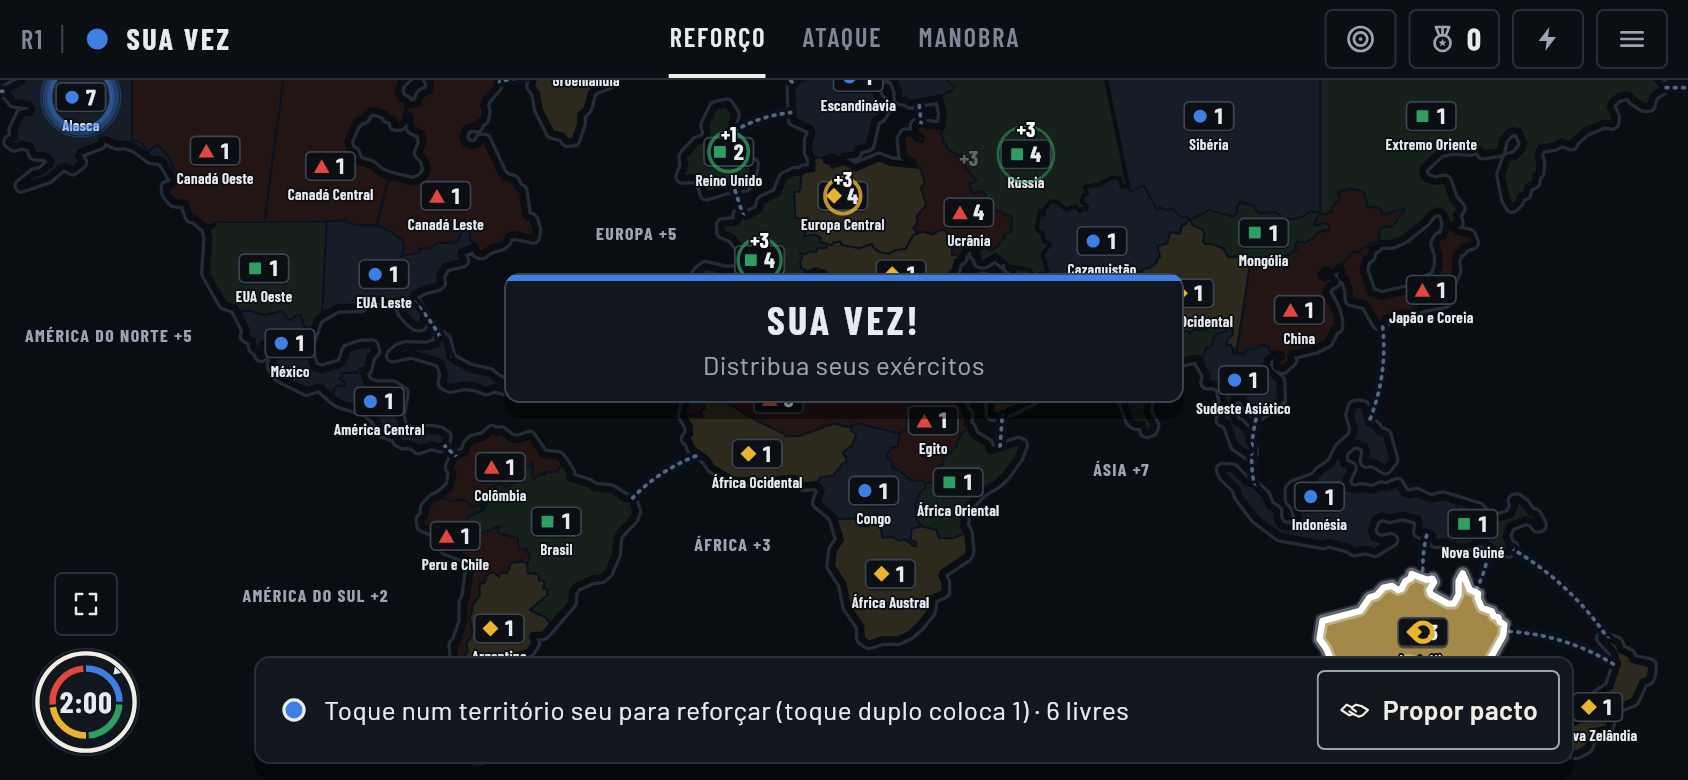 R1 SUA VEZ REFORÇO ATAQUE MANOBRA 0
Groenlândia
Escandinávia
7
Alasca
1
Sibéria
1
Extremo Oriente
1
Canadá Oeste
1
Canadá Central
1
Canadá Leste
+1
2
Reino Unido
+3
4
Europa Central
+3
+3
4
Rússia
4
Ucrânia
EUROPA +5
+3
4
1
1
Cazaquistão
1
Mongólia
1
EUA Oeste
1
EUA Leste
1
Ocidental
1
China
1
Japão e Coreia
AMÉRICA DO NORTE +5
1
México
1
América Central
SUA VEZ!
Distribua seus exércitos
1
Sudeste Asiático
1
Egito
1
África Ocidental
1
Congo
1
África Oriental
ÁSIA +7
1
Colômbia
1
Brasil
1
Peru e Chile
ÁFRICA +3
1
África Austral
1
Indonésia
1
Nova Guiné
AMÉRICA DO SUL +2
1
Argentina
3
2:00
Toque num território seu para reforçar (toque duplo coloca 1) · 6 livres
Propor pacto
1
va Zelândia